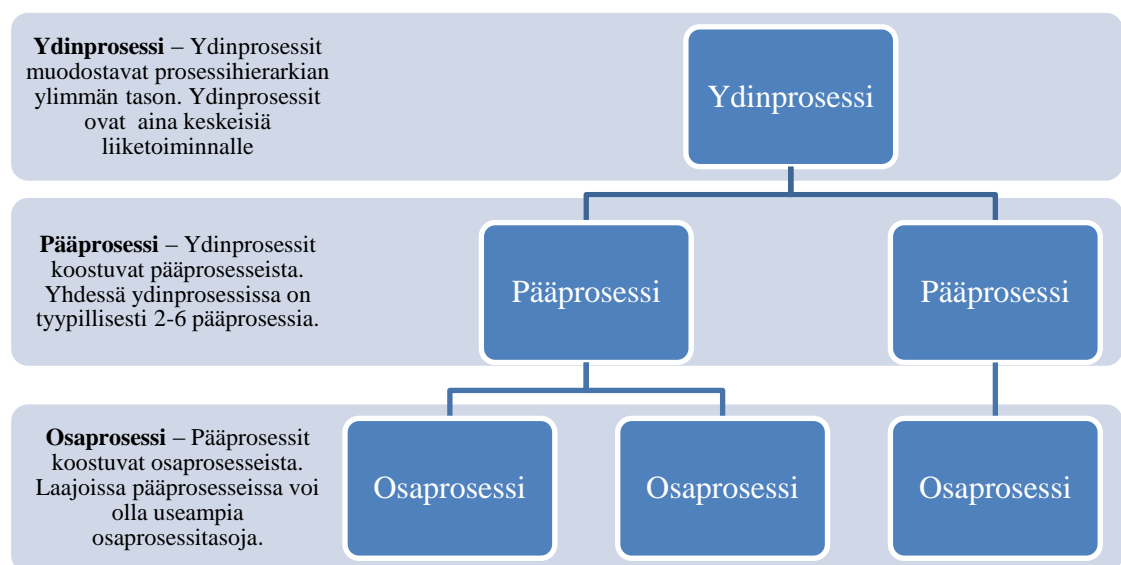 Ydinprosessi – Ydinprosessit
muodostavat prosessihierarkian
ylimmän tason. Ydinprosessit
ovat aina keskeisiä
liiketoiminnalle
Ydinprosessi
Pääprosessi – Ydinprosessit
koostuvat pääprosesseista.
Yhdessä ydinprosessissa on
tyypillisesti 2-6 pääprosessia.
Pääprosessi
Pääprosessi
Osaprosessi – Pääprosessit
koostuvat osaprosesseista.
Laajoissa pääprosesseissa voi
olla useampia
osaprosessitasoja.
Osaprosessi
Osaprosessi
Osaprosessi